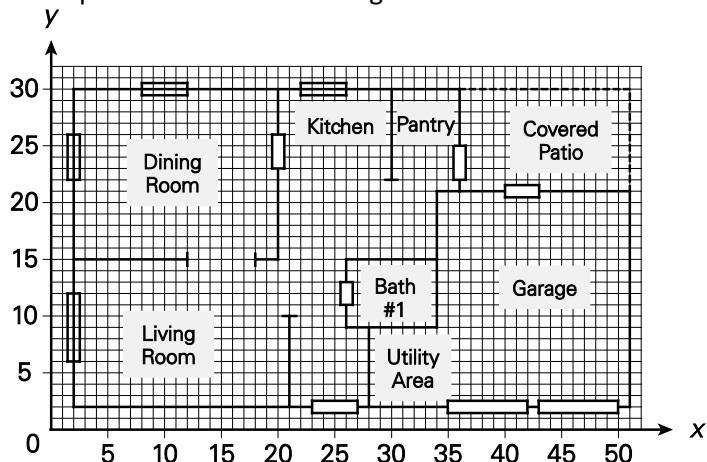 y
30
25
20
15
10
5
0
5 10 15 20 25 30 35 40 45 50
x
Kitchen
Pantry
Covered
Patio
Dining
Room
Bath
#1
Garage
Living
Room
Utility
Area